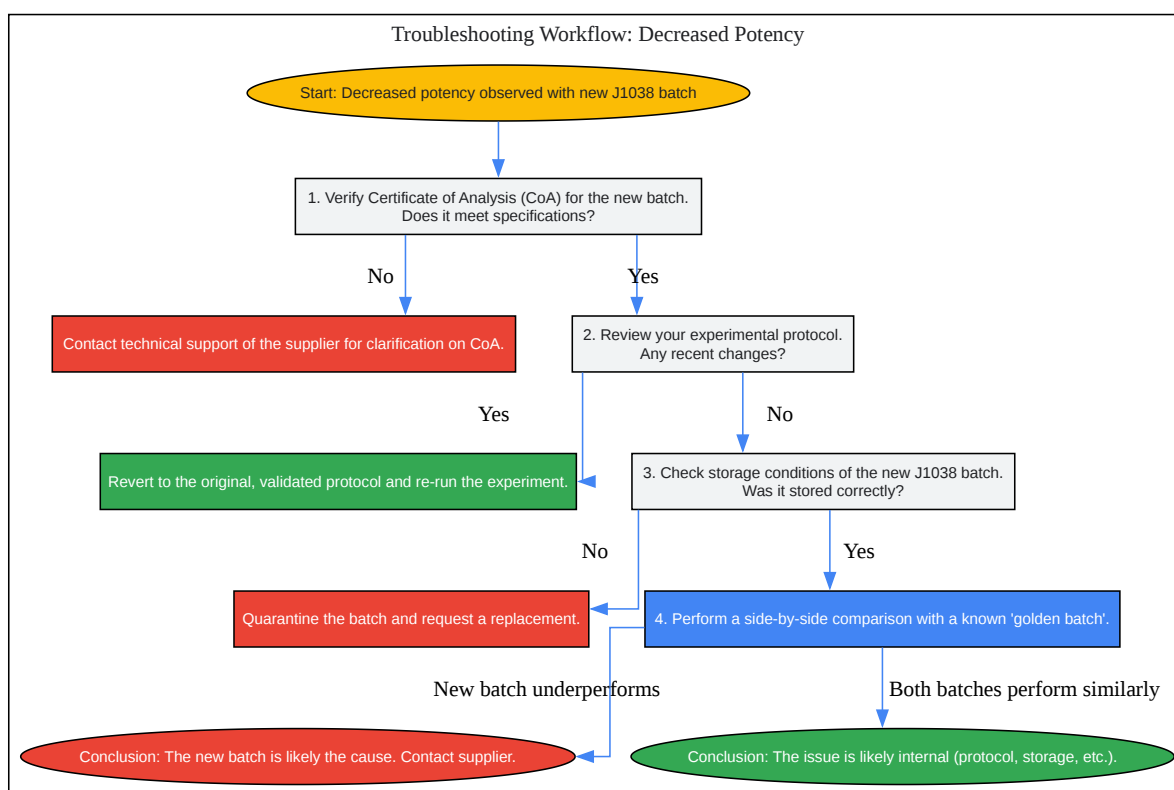 Troubleshooting Workflow: Decreased Potency
Start: Decreased potency observed with new J1038 batch
1. Verify Certificate of Analysis (CoA) for the new batch.
Does it meet specifications?
No
Yes
Contact technical support of the supplier for clarification on CoA.
2. Review your experimental protocol.
Any recent changes?
Yes
No
Revert to the original, validated protocol and re-run the experiment.
3. Check storage conditions of the new J1038 batch.
Was it stored correctly?
No
Yes
Quarantine the batch and request a replacement.
4. Perform a side-by-side comparison with a known 'golden batch'.
New batch underperforms
Both batches perform similarly
Conclusion: The new batch is likely the cause. Contact supplier.
Conclusion: The issue is likely internal (protocol, storage, etc.).